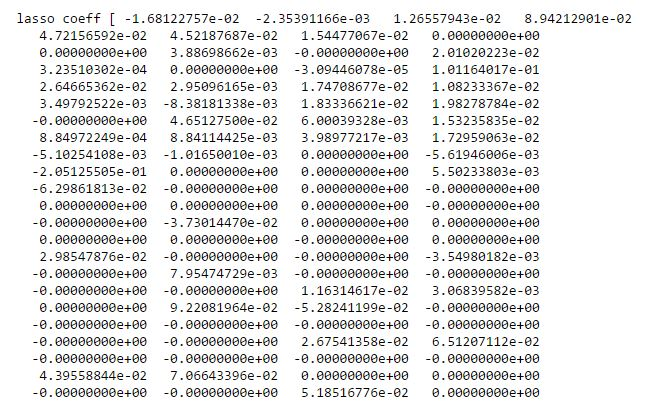 lasso coeff [ -1.68122757e-02 -2.35391166e-03 1.26557943e-02 8.94212901e-02
4.72156592e-02 4.52187687e-02 1.54477067e-02 0.00000000e+00
0.00000000e+00 3.88698662e-03 -0.00000000e+00 2.01020223e-02
3.23510302e-04 0.00000000e+00 -3.09446078e-05 1.01164017e-01
2.64665362e-02 2.95096165e-03 1.74708677e-02 1.08233367e-02
3.49792522e-03 -8.38181338e-03 1.83336621e-02 1.98278784e-02
-0.00000000e+00 4.65127500e-02 6.00039328e-03 1.53235835e-02
8.84972249e-04 8.84114425e-03 3.98977217e-03 1.72959063e-02
-5.10254108e-03 -1.01650010e-03 0.00000000e+00 -5.61946006e-03
-2.05125505e-01 0.00000000e+00 0.00000000e+00 5.50233803e-03
-6.29861813e-02 -0.00000000e+00 -0.00000000e+00 -0.00000000e+00
0.00000000e+00 0.00000000e+00 0.00000000e+00 -0.00000000e+00
-0.00000000e+00 -3.73014470e-02 0.00000000e+00 0.00000000e+00
0.00000000e+00 0.00000000e+00 -0.00000000e+00 0.00000000e+00
2.98547876e-02 -0.00000000e+00 -0.00000000e+00 -3.54980182e-03
-0.00000000e+00 7.95474729e-03 -0.00000000e+00 -0.00000000e+00
-0.00000000e+00 -0.00000000e+00 1.16314617e-02 3.06839582e-03
0.00000000e+00 9.22081964e-02 -5.28241199e-02 -0.00000000e+00
-0.00000000e+00 -0.00000000e+00 -0.00000000e+00 -0.00000000e+00
-0.00000000e+00 -0.00000000e+00 2.67541358e-02 6.51207112e-02
-0.00000000e+00 -0.00000000e+00 -0.00000000e+00 -0.00000000e+00
4.39558844e-02 7.06643396e-02 0.00000000e+00 0.00000000e+00
-0.00000000e+00 -0.00000000e+00 5.18516776e-02 0.00000000e+00